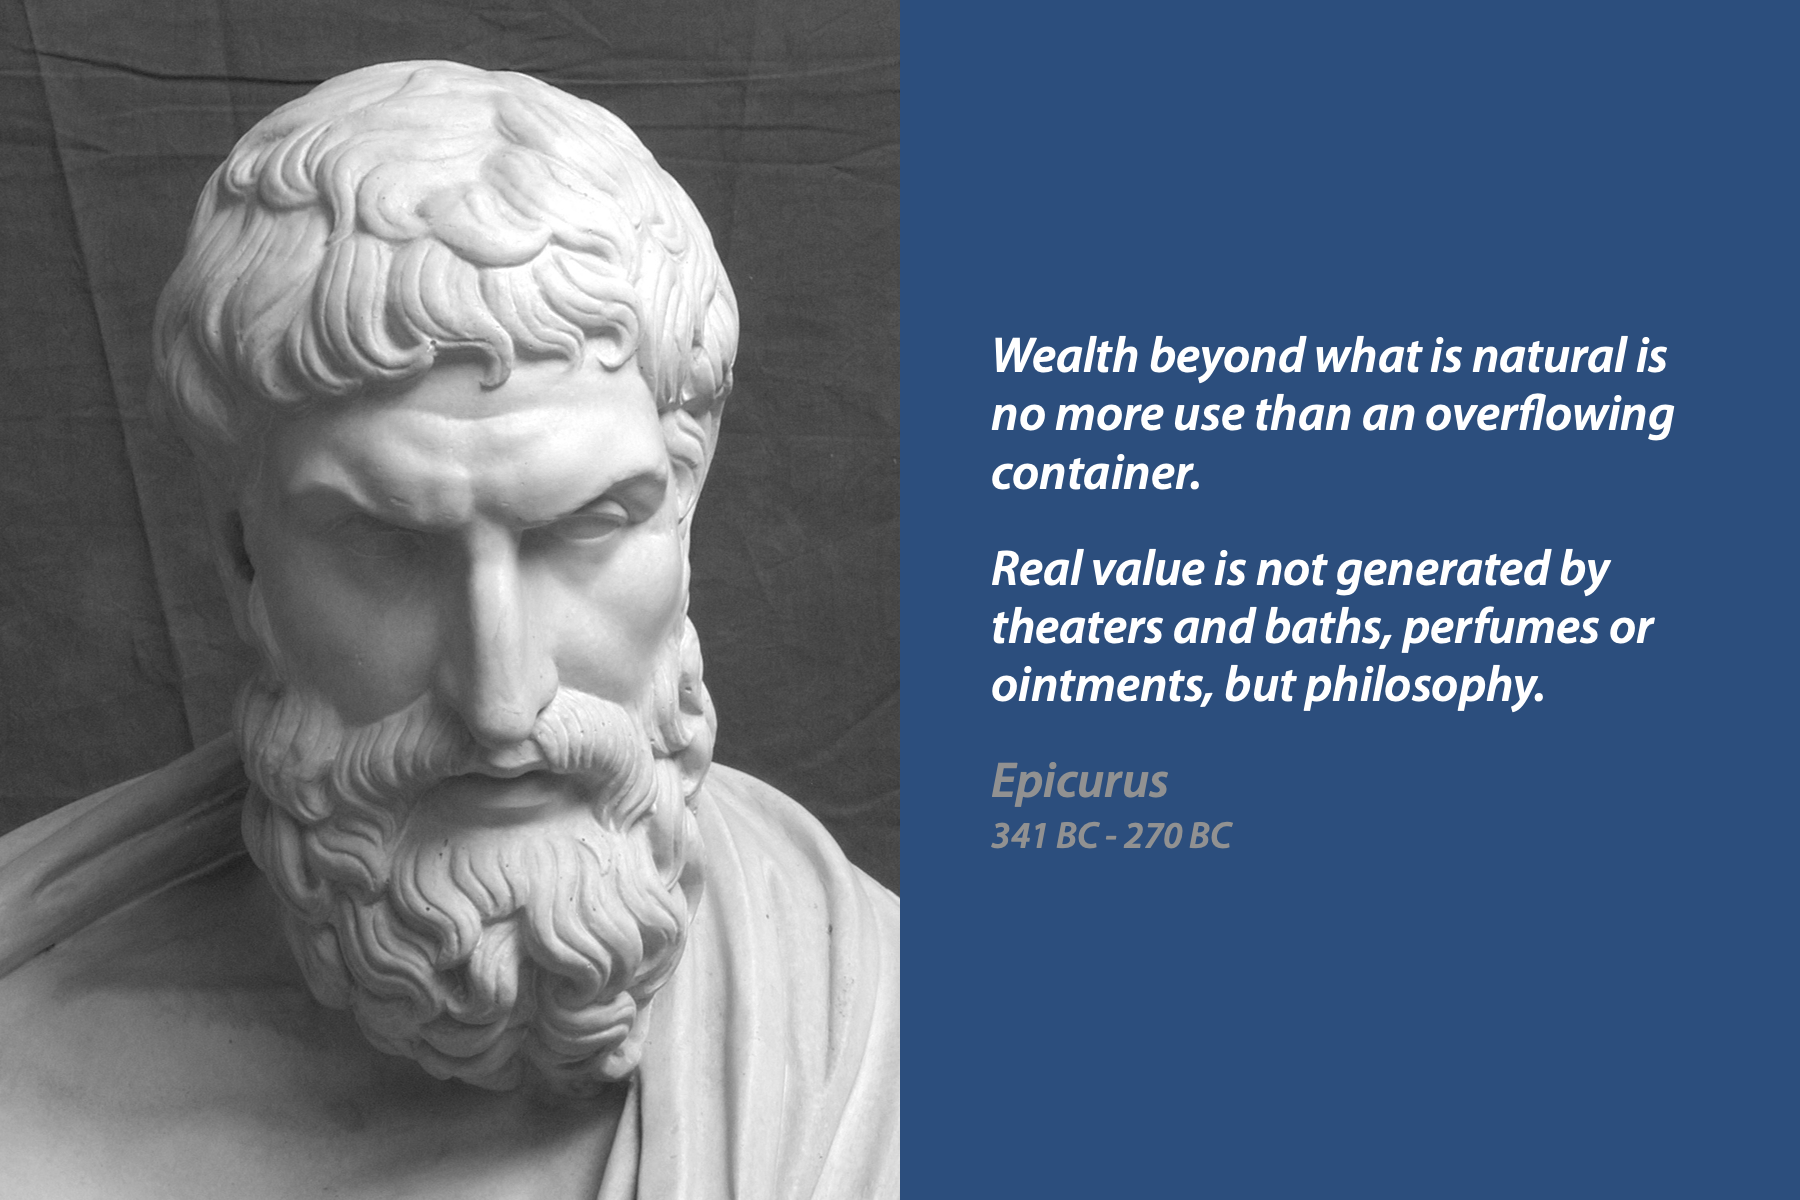 Wealth beyond what is natural is
no more use than an overflowing
container.
Real value is not generated by
theaters and baths, perfumes or
ointments, but philosophy.
Epicurus
341 BC - 270 BC